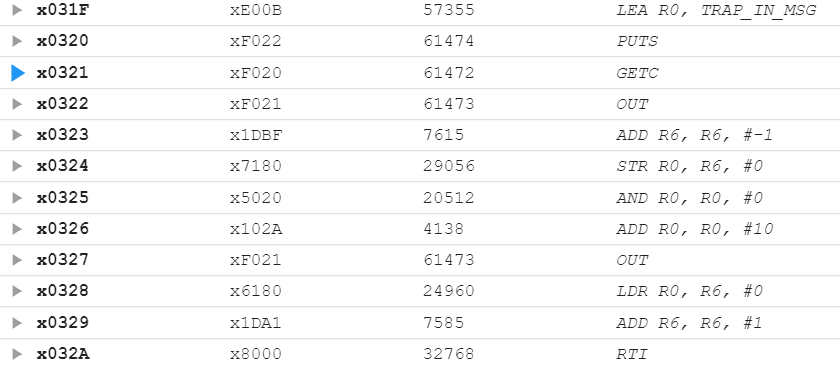 x031F xE00B 57355 LEA R0, TRAP_IN_MSG
x0320 xF022 61474 PUTS
x0321 xF020 61472 GETC
x0322 xF021 61473 OUT
x0323 x1DBF 7615 ADD R6, R6, #-1
x0324 x7180 29056 STR R0, R6, #0
x0325 x5020 20512 AND R0, R0, #0
x0326 x102A 4138 ADD R0, R0, #10
x0327 xF021 61473 OUT
x0328 x6180 24960 LDR R0, R6, #0
x0329 x1DA1 7585 ADD R6, R6, #1
x032A x8000 32768 RTI